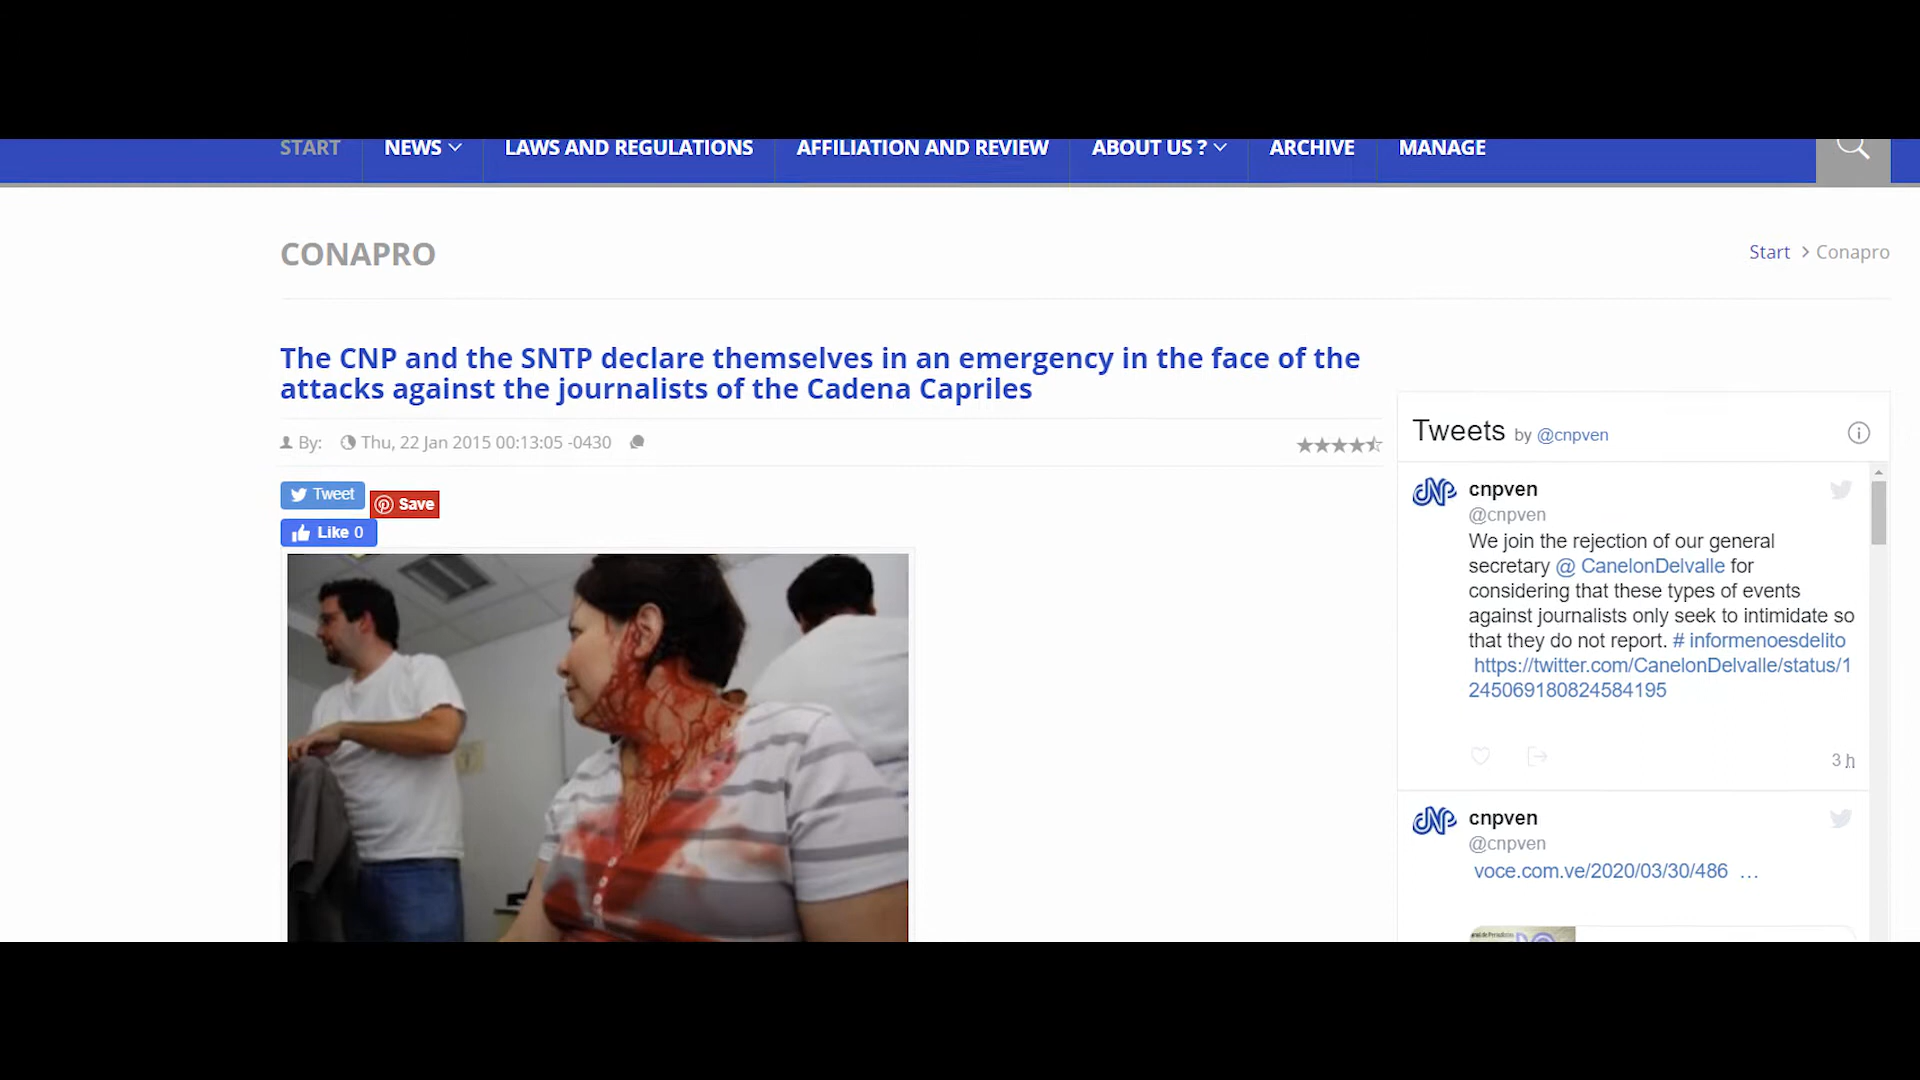 START
NEWS
LAWS AND REGULATIONS
AFFILIATION AND REVIEW
ABOUT US ?
ARCHIVE
MANAGE
CONAPRO
Start > Conapro
The CNP and the SNTP declare themselves in an emergency in the face of the
attacks against the journalists of the Cadena Capriles
By: Thu, 22 Jan 2015 00:13:05 -0430
Tweet
Save
Like 0
Tweets by @cnpven
cnpven
@cnpven
We join the rejection of our general
secretary @ CanelonDelvalle for
considering that these types of events
against journalists only seek to intimidate so
that they do not report. # informenoesdelito
https://twitter.com/CanelonDelvalle/status/1
245069180824584195
3 h
cnpven
@cnpven
voce.com.ve/2020/03/30/486 …